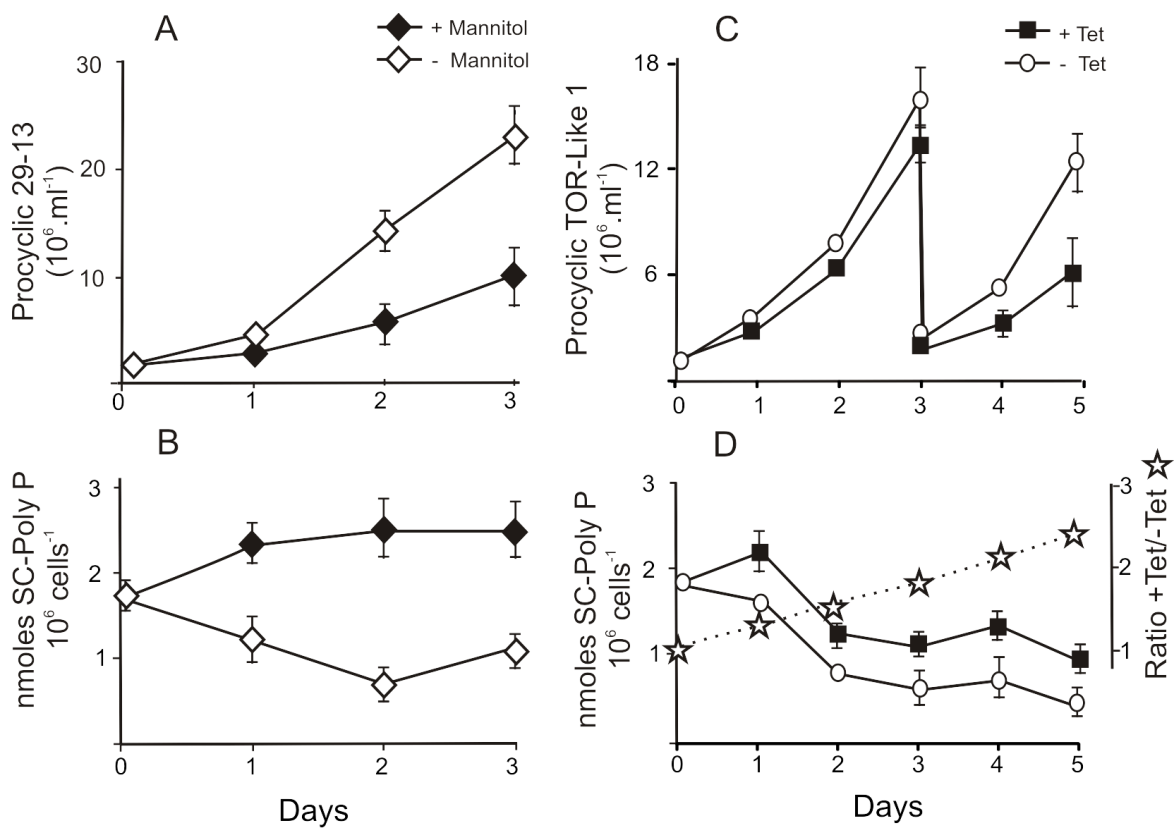 A
+ Mannitol
- Mannitol
Procyclic 29-13
(10⁶.ml⁻¹)
30
20
10
0 1 2 3
B
nmoles SC-Poly P
10⁶ cells⁻¹
3
2
1
0 1 2 3
Days
C
+ Tet
- Tet
Procyclic TOR-Like 1
(10⁶.ml⁻¹)
18
12
6
0 1 2 3 4 5
D
nmoles SC-Poly P
10⁶ cells⁻¹
3
2
1
Ratio +Tet/-Tet
3
2
1
0 1 2 3 4 5
Days